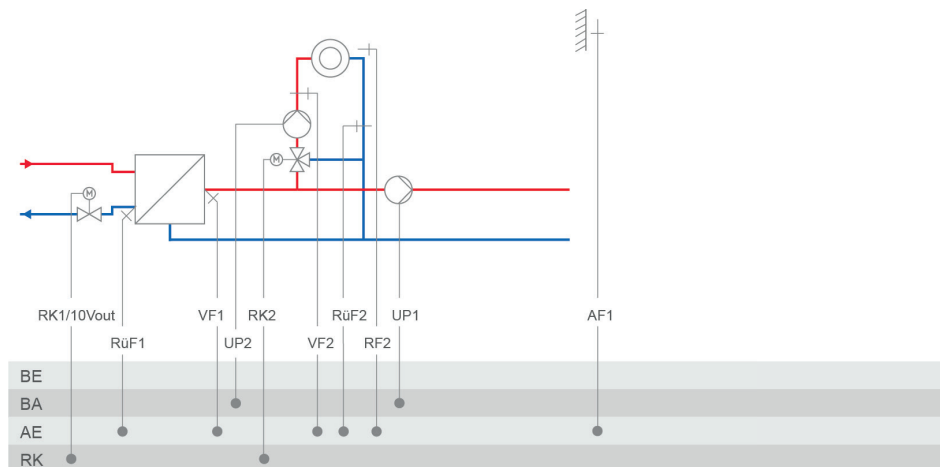 M
M
RK1/10Vout VF1 RK2 RüF2 UP1 AF1
RüF1 UP2 VF2 RF2
BE
BA
AE
RK